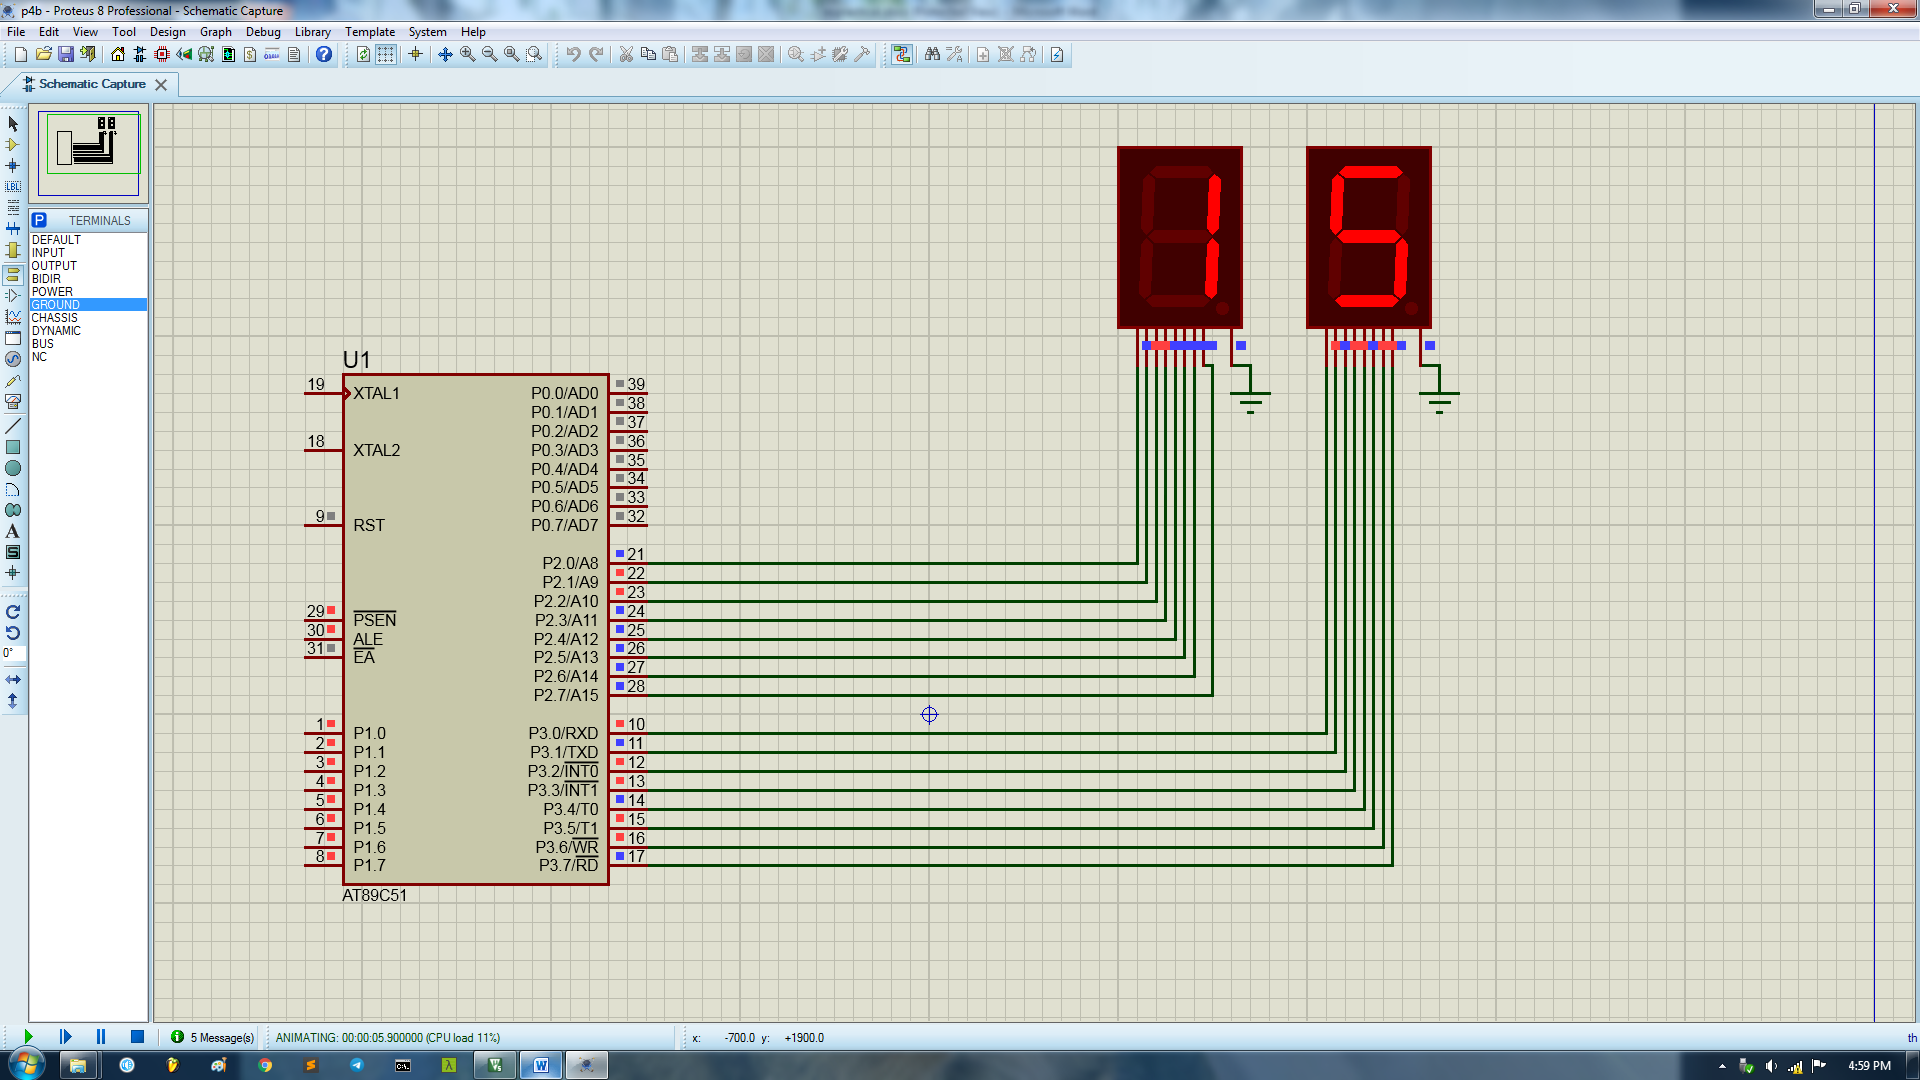 p4b - Proteus 8 Professional - Schematic Capture
File Edit View Tool Design Graph Debug Library Template System Help
Schematic Capture
LBL
P TERMINALS
DEFAULT
INPUT
OUTPUT
BIDIR
POWER
GROUND
CHASSIS
DYNAMIC
BUS
NC
A
S
0°
U1
19 XTAL1
18 XTAL2
9 RST
29 PSEN
30 ALE
31 EA
1 P1.0
2 P1.1
3 P1.2
4 P1.3
5 P1.4
6 P1.5
7 P1.6
8 P1.7
P0.0/AD0 39
P0.1/AD1 38
P0.2/AD2 37
P0.3/AD3 36
P0.4/AD4 35
P0.5/AD5 34
P0.6/AD6 33
P0.7/AD7 32
P2.0/A8 21
P2.1/A9 22
P2.2/A10 23
P2.3/A11 24
P2.4/A12 25
P2.5/A13 26
P2.6/A14 27
P2.7/A15 28
P3.0/RXD 10
P3.1/TXD 11
P3.2/INT0 12
P3.3/INT1 13
P3.4/T0 14
P3.5/T1 15
P3.6/WR 16
P3.7/RD 17
AT89C51
1 5
5 Message(s) ANIMATING: 00:00:05.900000 (CPU load 11%) x: -700.0 y: +1900.0 th
4:59 PM